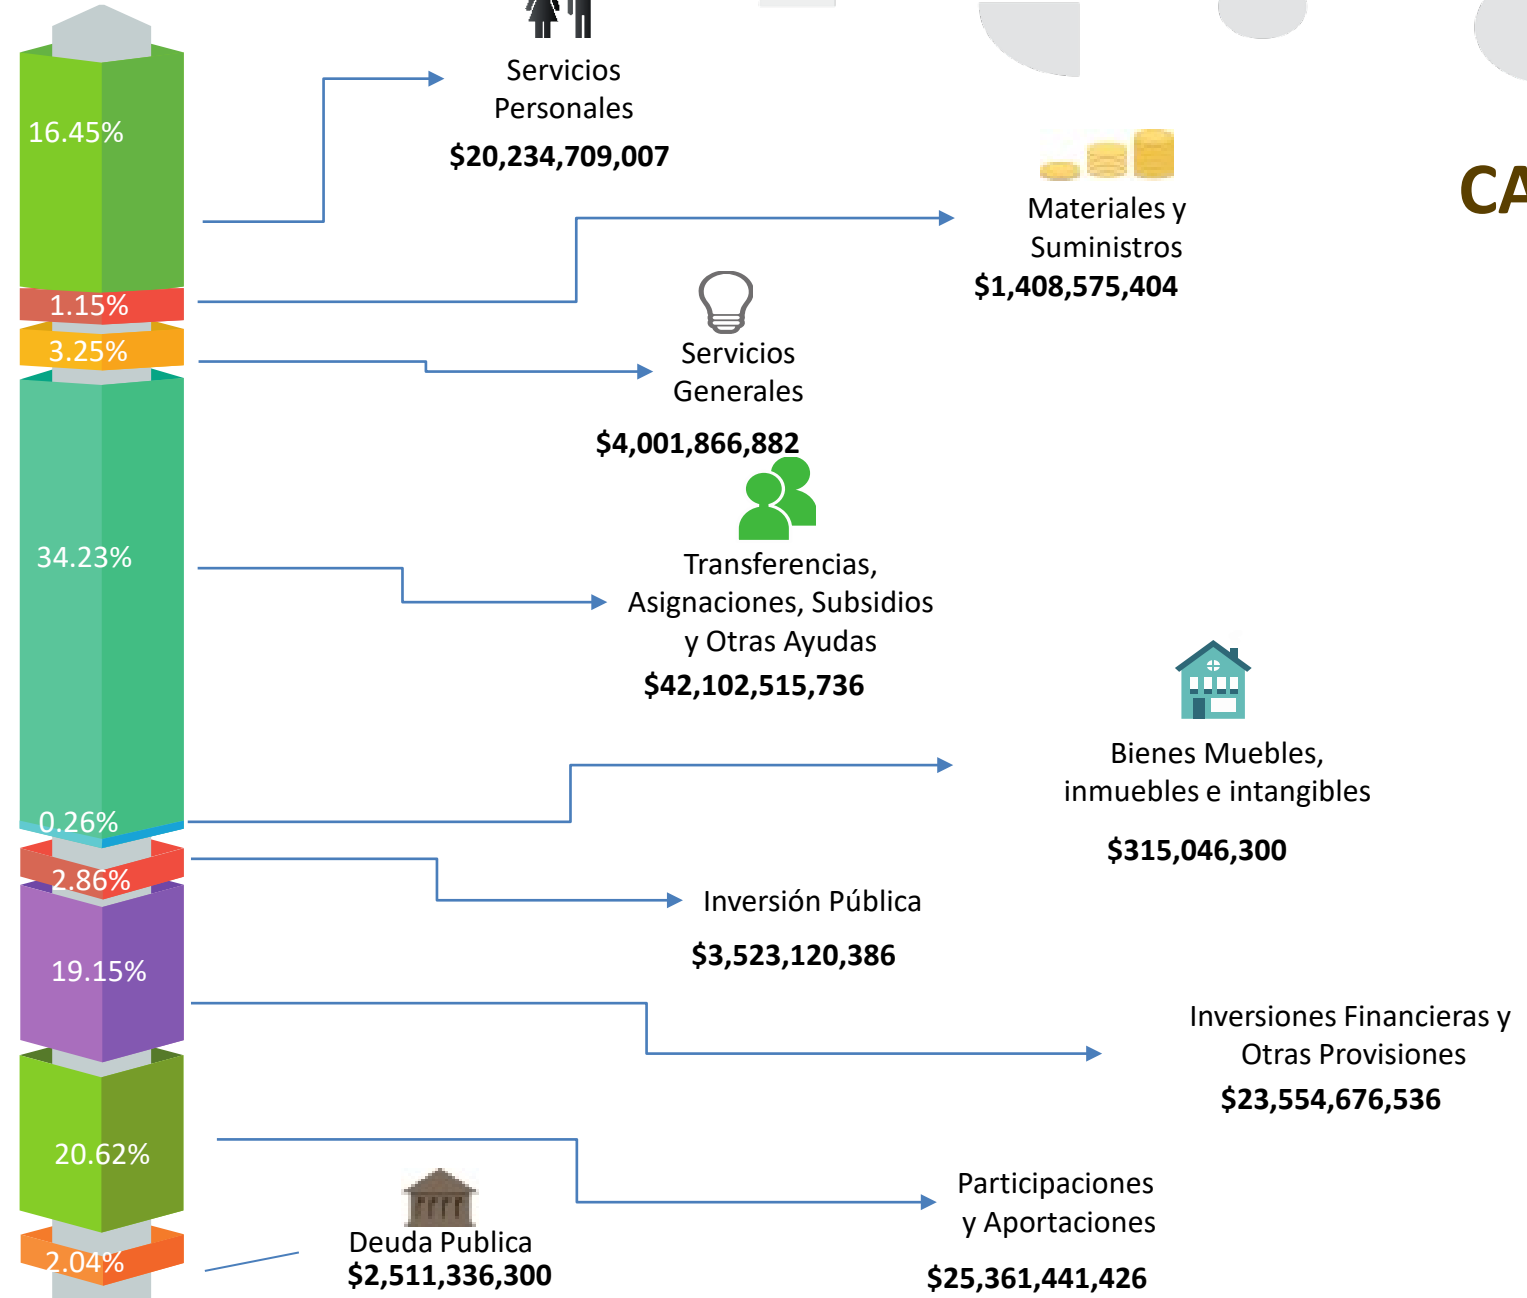 16.45%
Servicios
Personales
$20,234,709,007
CA
Materiales y
Suministros
$1,408,575,404
1.15%
3.25%
Servicios
Generales
$4,001,866,882
34.23%
Transferencias,
Asignaciones, Subsidios
y Otras Ayudas
$42,102,515,736
0.26%
Bienes Muebles,
inmuebles e intangibles
$315,046,300
2.86%
Inversión Pública
$3,523,120,386
19.15%
Inversiones Financieras y
Otras Provisiones
$23,554,676,536
20.62%
Participaciones
y Aportaciones
$25,361,441,426
2.04%
Deuda Publica
$2,511,336,300